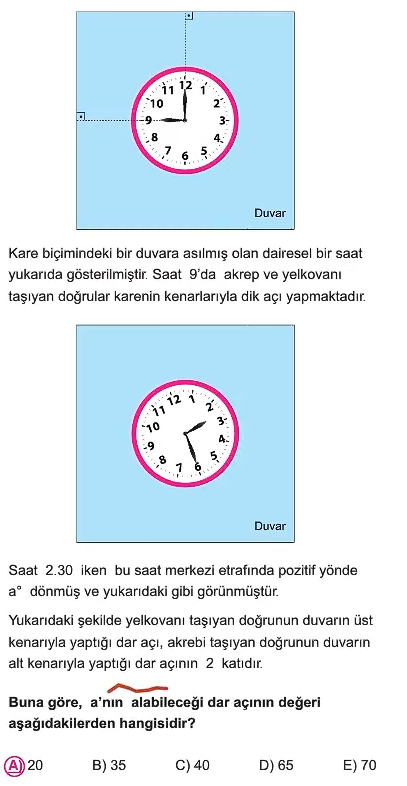 11 12 1
10 2
9 3
8 4
7 6 5
Duvar
Kare biçimindeki bir duvara asılmış olan dairesel bir saat
yukarıda gösterilmiştir. Saat 9'da akrep ve yelkovanı
taşıyan doğrular karenin kenarlarıyla dik açı yapmaktadır.
11 12 1
10 2
9 3
8 4
7 6 5
Duvar
Saat 2.30 iken bu saat merkezi etrafında pozitif yönde
a° dönmüş ve yukarıdaki gibi görünmüştür.
Yukarıdaki şekilde yelkovanı taşıyan doğrunun duvarın üst
kenarıyla yaptığı dar açı, akrebi taşıyan doğrunun duvarın
alt kenarıyla yaptığı dar açının 2 katıdır.
Buna göre, a'nın alabileceği dar açının değeri
aşağıdakilerden hangisidir?
A) 20 B) 35 C) 40 D) 65 E) 70